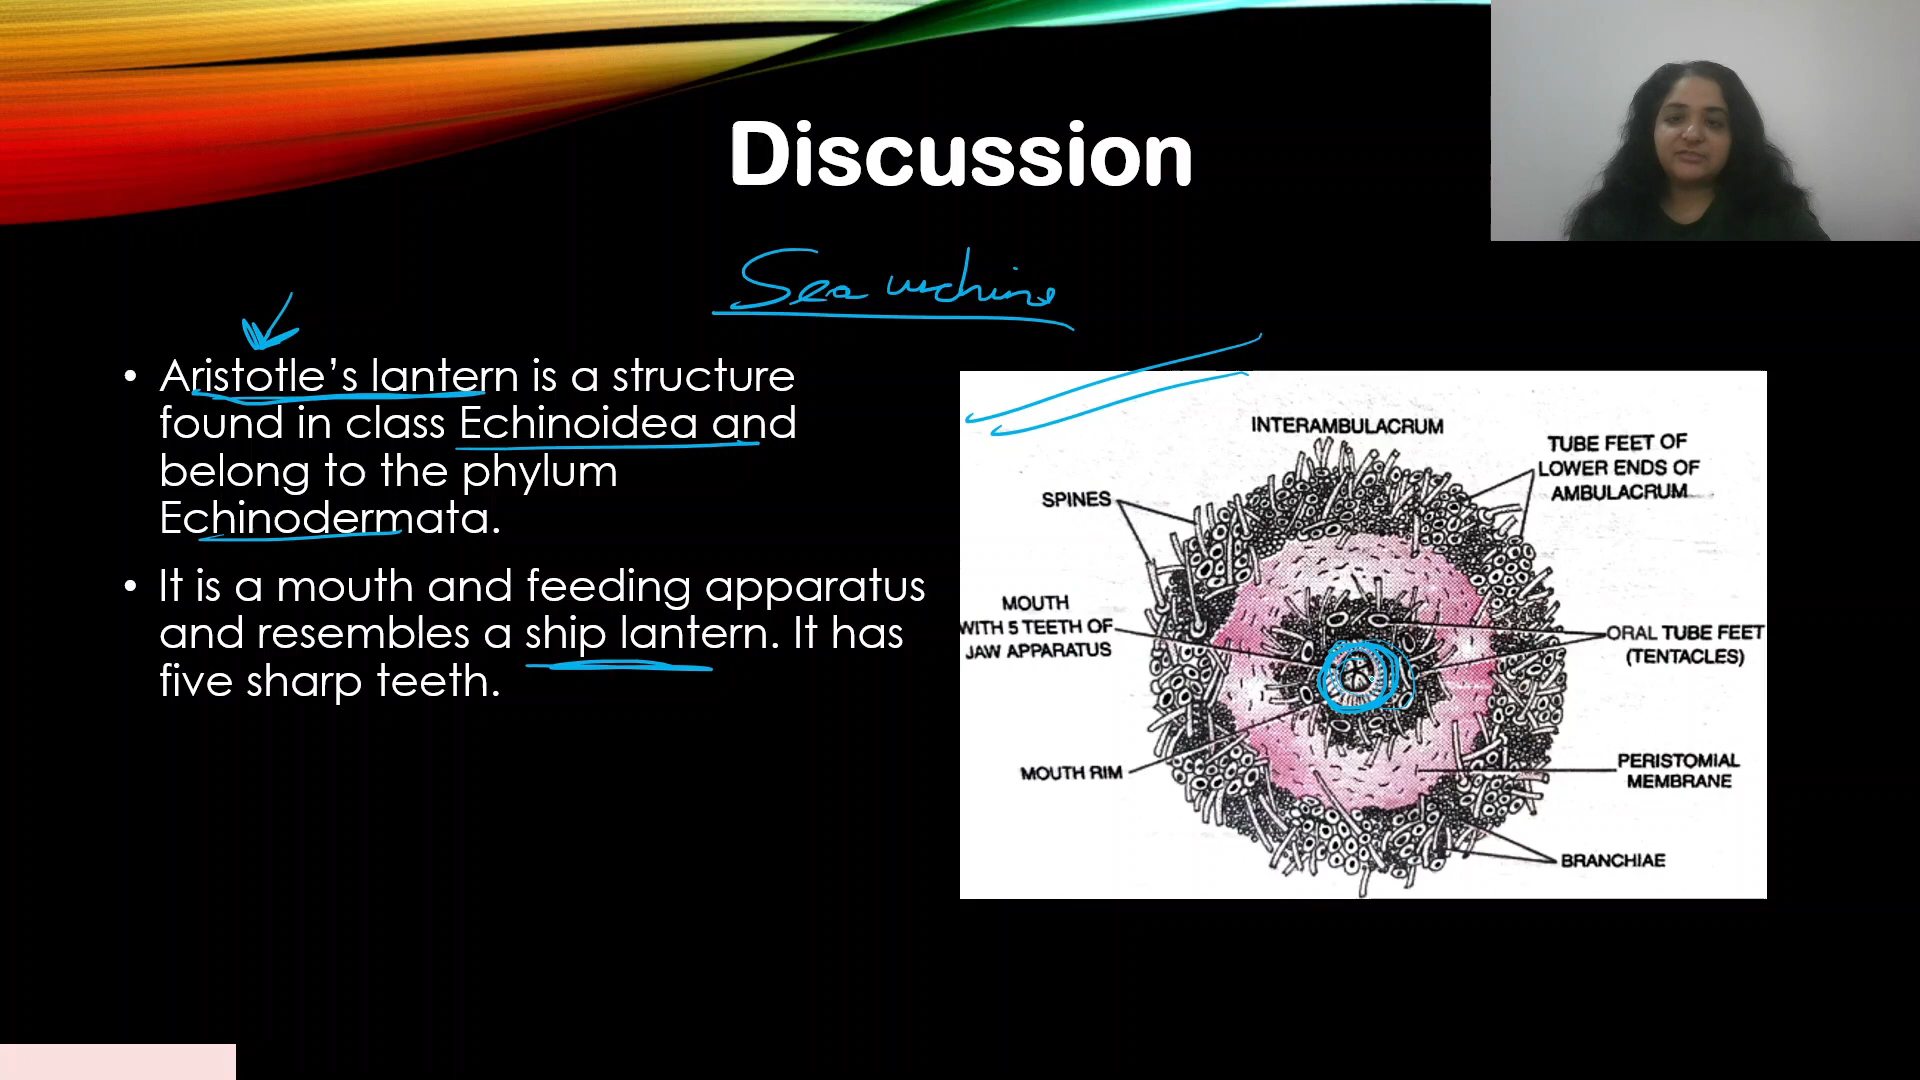 Discussion
Sea urchins
• Aristotle's lantern is a structure
found in class Echinoidea and
belong to the phylum
Echinodermata.
• It is a mouth and feeding apparatus
and resembles a ship lantern. It has
five sharp teeth.
INTERAMBULACRUM
TUBE FEET OF
LOWER ENDS OF
AMBULACRUM
SPINES
MOUTH
WITH 5 TEETH OF
JAW APPARATUS
ORAL TUBE FEET
(TENTACLES)
MOUTH RIM
PERISTOMIAL
MEMBRANE
BRANCHIAE